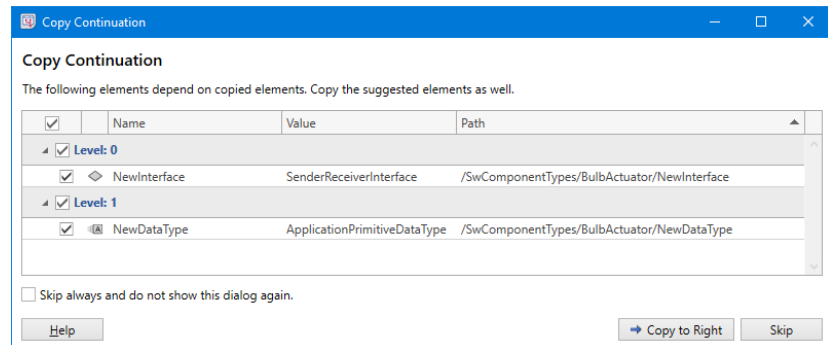 Copy Continuation
Copy Continuation
The following elements depend on copied elements. Copy the suggested elements as well.
Name Value Path
Level: 0
NewInterface SenderReceiverInterface /SwComponentTypes/BulbActuator/NewInterface
Level: 1
NewDataType ApplicationPrimitiveDataType /SwComponentTypes/BulbActuator/NewDataType
Skip always and do not show this dialog again.
Help Copy to Right Skip